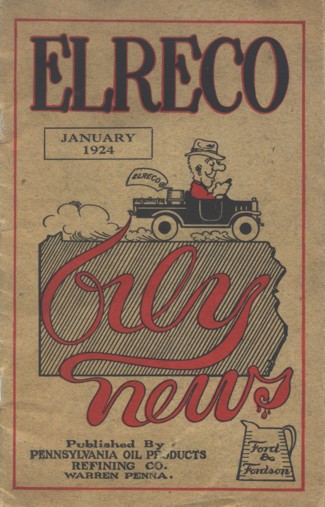 ELRECO
JANUARY
1924
ELRECO
Oily
news
Published By
PENNSYLVANIA OIL PRODUCTS
REFINING CO.
WARREN PENNA.
Ford
&
Fordson